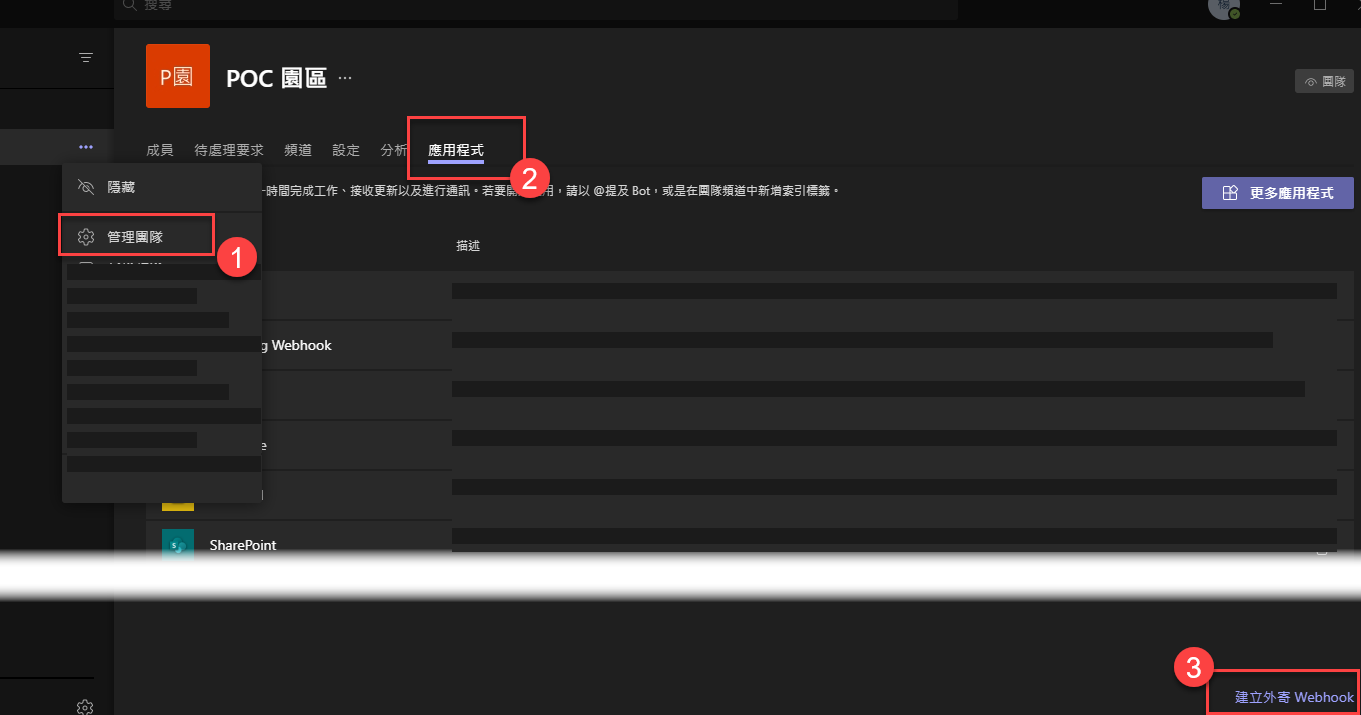 搜尋
楊
P園
POC 園區 ...
團隊
成員 待處理要求 頻道 設定 分析 應用程式
2
隱藏
一時間完成工作、接收更新以及進行通訊。若要開 用，請以 @提及 Bot，或是在團隊頻道中新增索引標籤。
更多應用程式
管理團隊
1
描述
g Webhook
e
SharePoint
3
建立外寄 Webhook